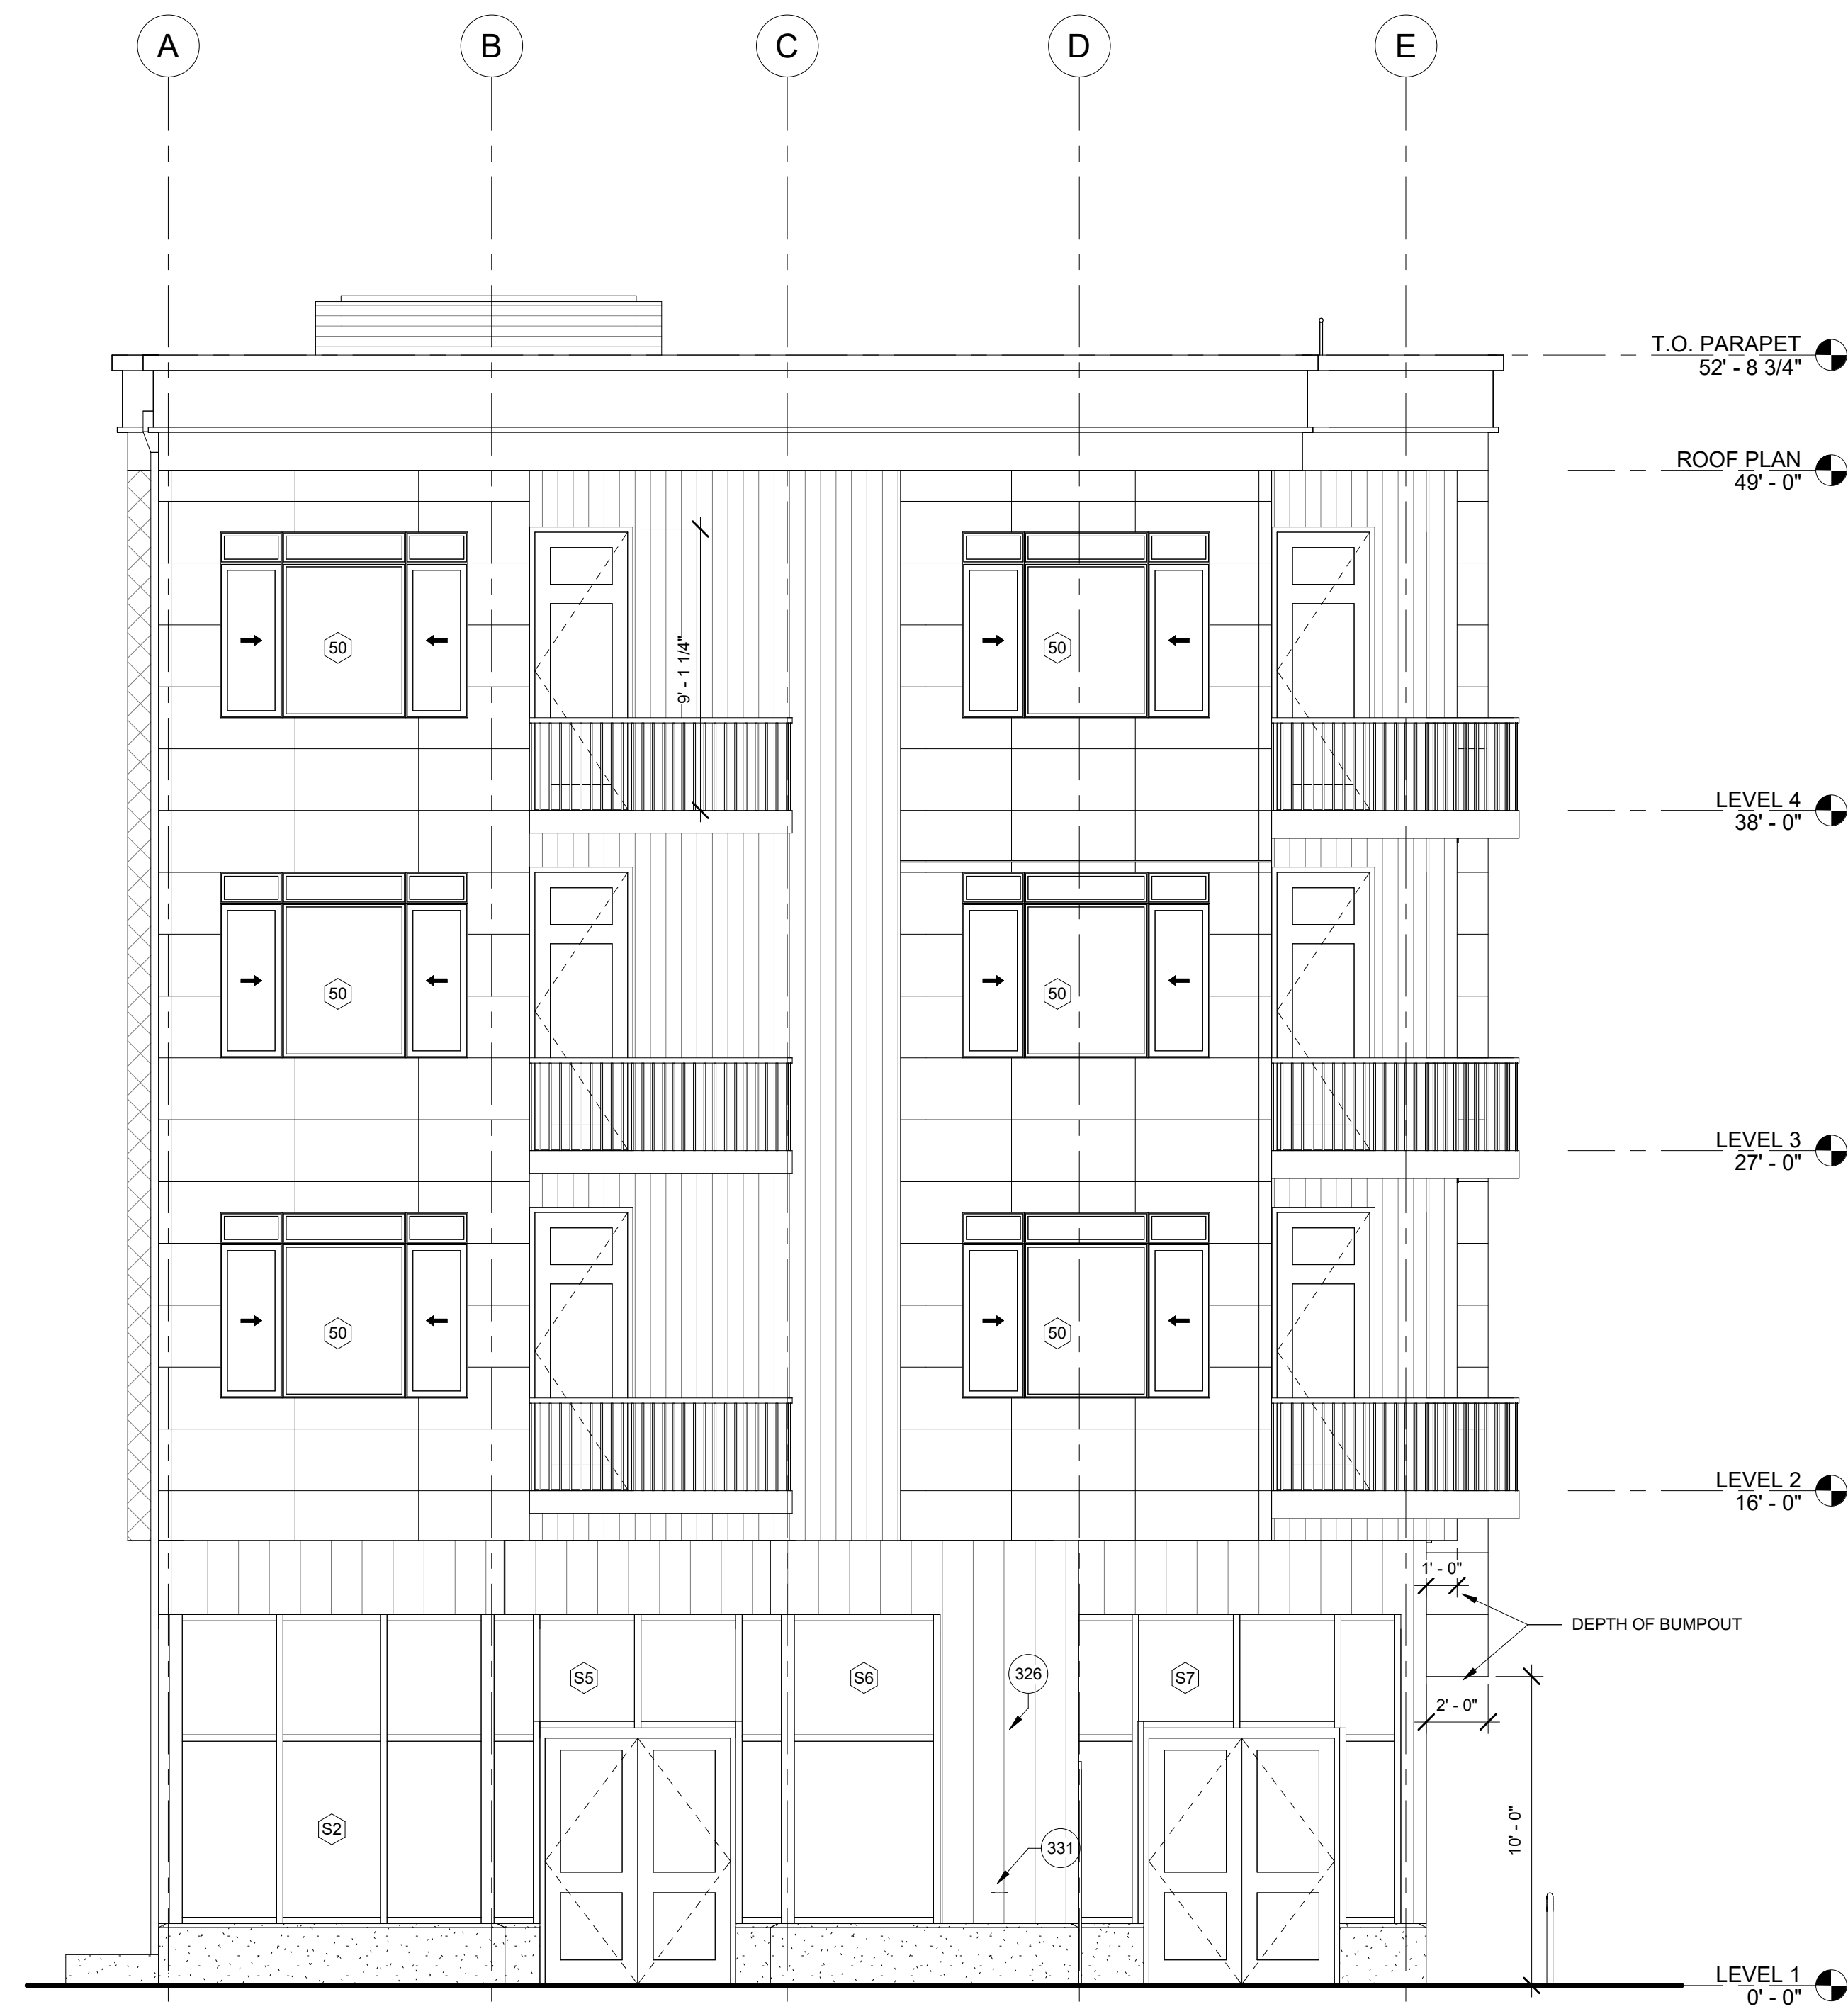 A
B
C
D
E
T.O. PARAPET
52' - 8 3/4"
ROOF PLAN
49' - 0"
50
50
9' - 1 1/4"
LEVEL 4
38' - 0"
50
50
LEVEL 3
27' - 0"
50
50
LEVEL 2
16' - 0"
1' - 0"
DEPTH OF BUMPOUT
S5
S6
326
S7
2' - 0"
S2
331
10' - 0"
LEVEL 1
0' - 0"